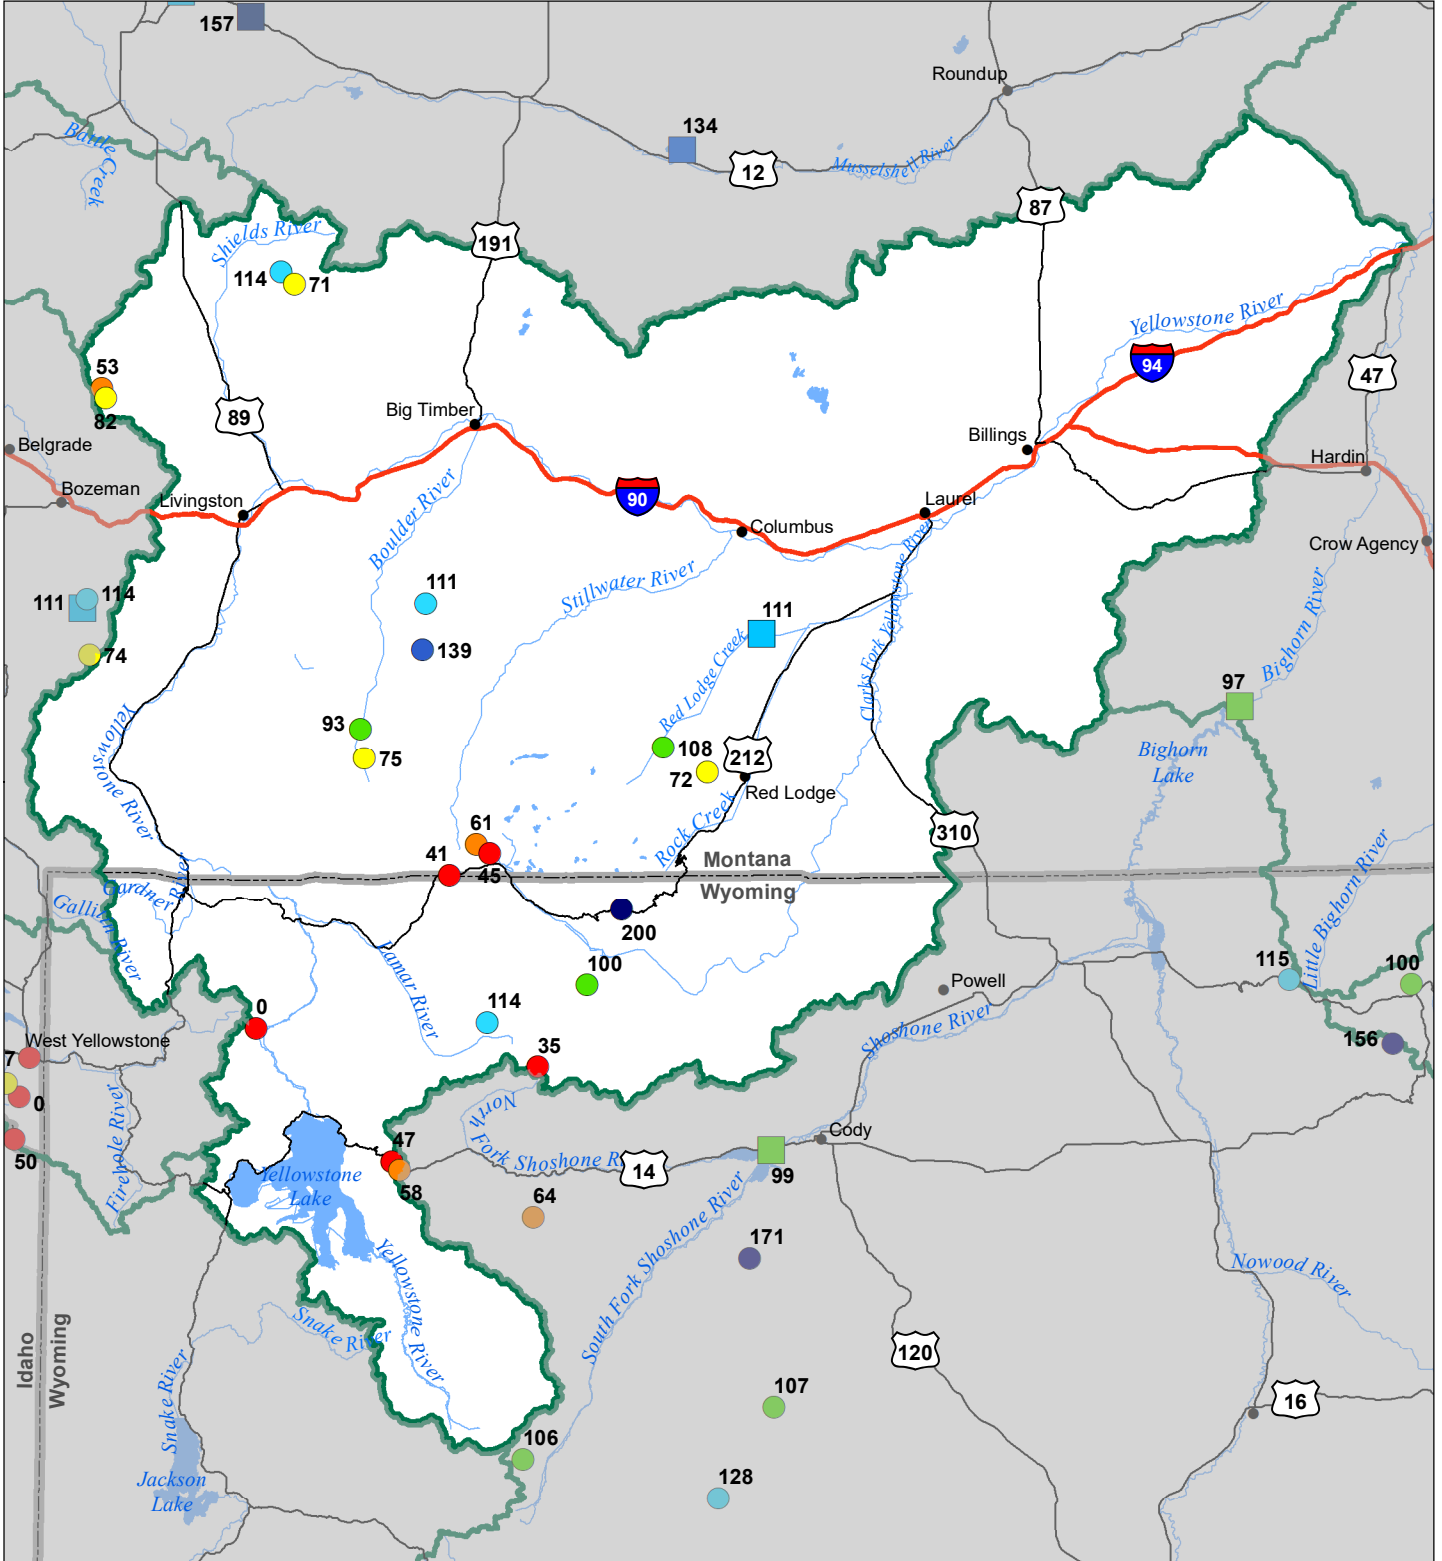 157
Roundup
134
12
Musselshell River
Battle
Creek
87
191
Shields River
114
71
Yellowstone River
94
47
53
82
89
Big Timber
Billings
Belgrade
Hardin
Bozeman
Livingston
90
Laurel
Columbus
Crow Agency
Boulder River
Stillwater River
Clarks Fork Yellowstone River
111
114
111
111
139
74
Red Lodge Creek
Bighorn River
97
93
75
108
72
212
Red Lodge
Bighorn
Lake
Yellowstone River
61
41
45
Rock Creek
310
Montana
Wyoming
Little Bighorn River
Gardner River
Gallitin River
200
100
115
100
Powell
Lamar River
114
0
35
Shoshone River
156
West Yellowstone
7
0
50
Firehole River
North
Fork Shoshone R
14
Cody
99
47
58
Yellowstone
Lake
64
171
South Fork Shoshone River
Yellowstone River
Nowood River
Snake River
Idaho
Wyoming
120
16
Snake River
107
106
128
Jackson
Lake